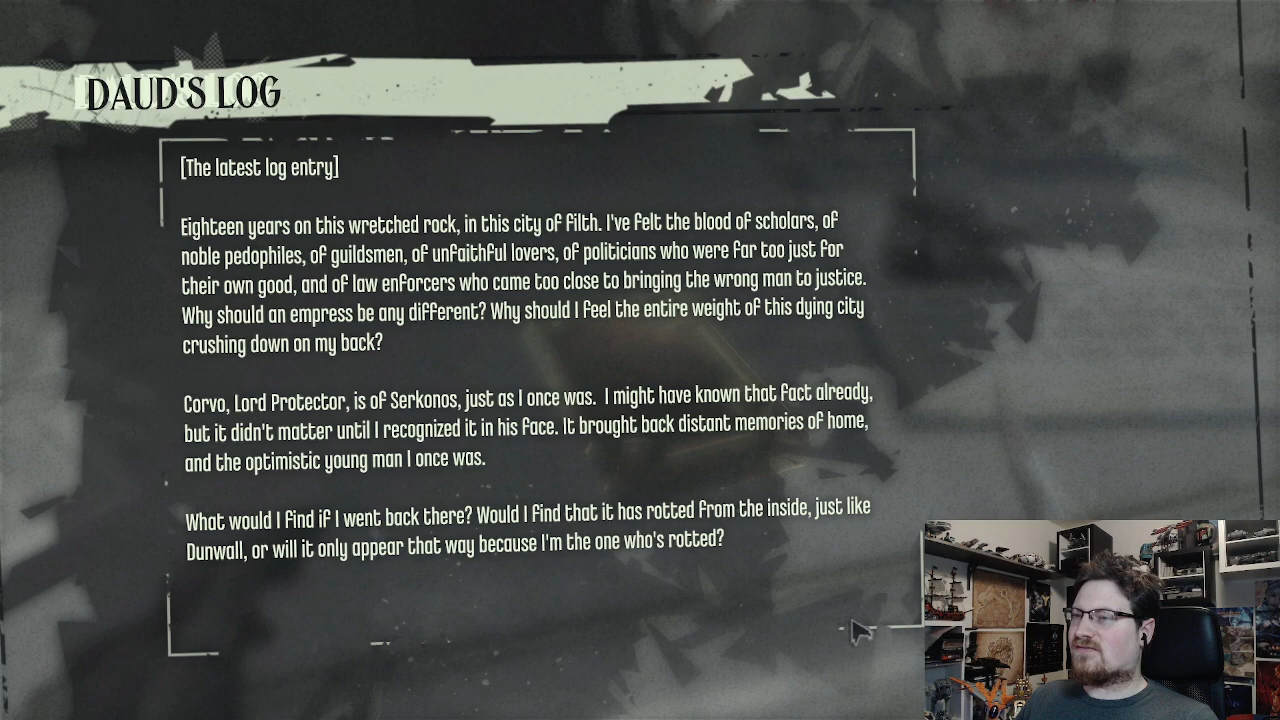 DAUD'S LOG
[The latest log entry]
Eighteen years on this wretched rock, in this city of filth. I've felt the blood of scholars, of
noble pedophiles, of guildsmen, of unfaithful lovers, of politicians who were far too just for
their own good, and of law enforcers who came too close to bringing the wrong man to justice.
Why should an empress be any different? Why should I feel the entire weight of this dying city
crushing down on my back?
Corvo, Lord Protector, is of Serkonos, just as I once was.  I might have known that fact already,
but it didn't matter until I recognized it in his face. It brought back distant memories of home,
and the optimistic young man I once was.
What would I find if I went back there? Would I find that it has rotted from the inside, just like
Dunwall, or will it only appear that way because I'm the one who's rotted?